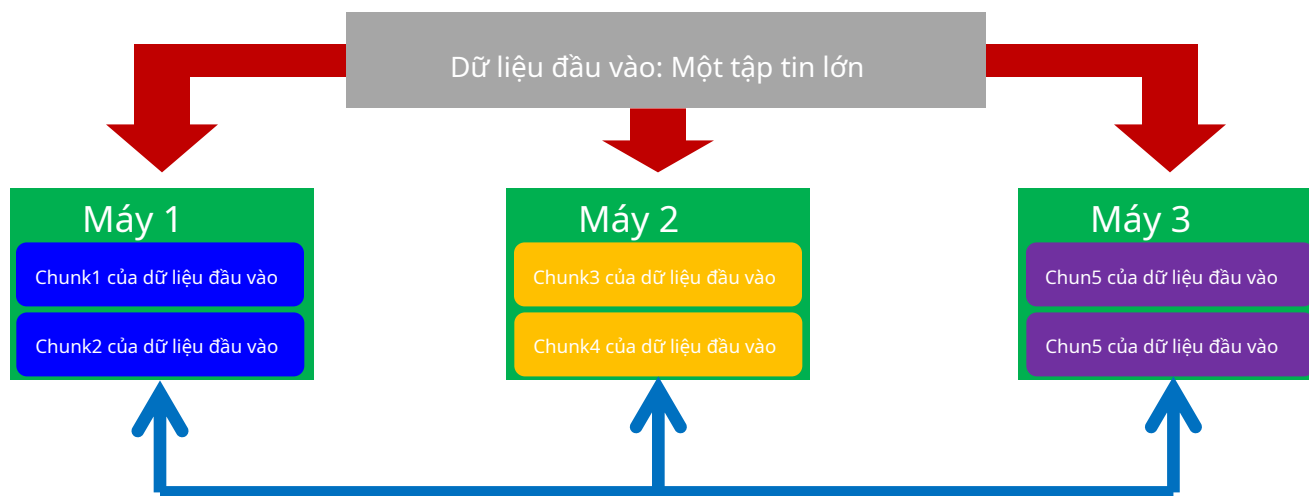 Dữ liệu đầu vào: Một tập tin lớn
Máy 1
Chunk1 của dữ liệu đầu vào
Chunk2 của dữ liệu đầu vào
Máy 2
Chunk3 của dữ liệu đầu vào
Chunk4 của dữ liệu đầu vào
Máy 3
Chun5 của dữ liệu đầu vào
Chun5 của dữ liệu đầu vào